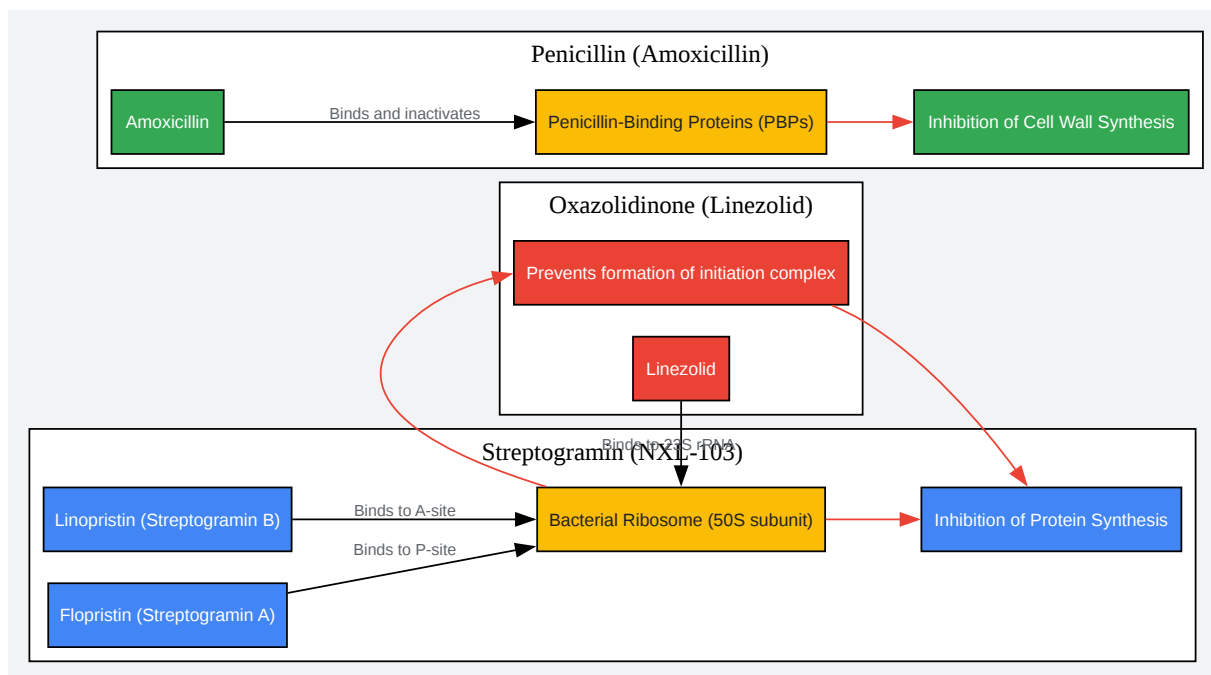 Penicillin (Amoxicillin)
Amoxicillin
Binds and inactivates
Penicillin-Binding Proteins (PBPs)
Inhibition of Cell Wall Synthesis
Oxazolidinone (Linezolid)
Prevents formation of initiation complex
Linezolid
Binds to 23S rRNA
Streptogramin (NXL-103)
Linopristin (Streptogramin B)
Binds to A-site
Bacterial Ribosome (50S subunit)
Inhibition of Protein Synthesis
Binds to P-site
Flopristin (Streptogramin A)